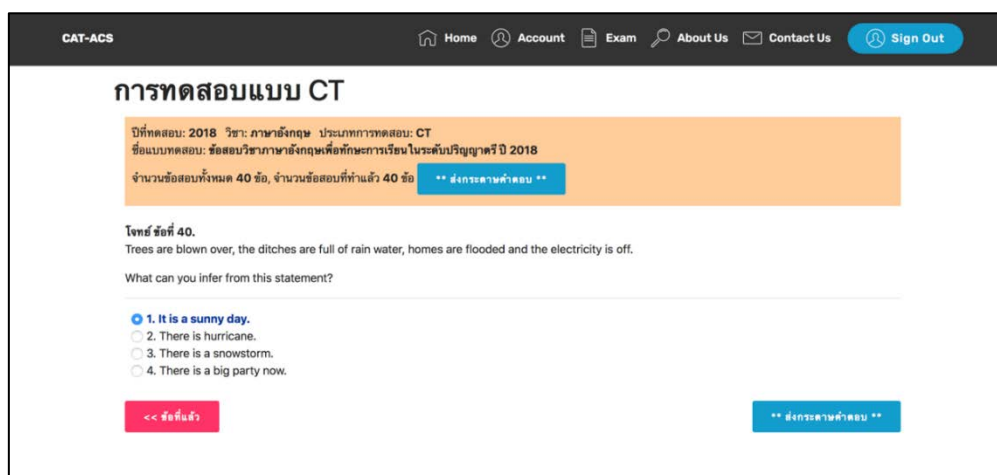 CAT-ACS Home Account Exam About Us Contact Us Sign Out
การทดสอบแบบ CT
ปีที่ทดสอบ: 2018 วิชา: ภาษาอังกฤษ ประเภทการทดสอบ: CT
ชื่อแบบทดสอบ: ข้อสอบวิชาภาษาอังกฤษเพื่อทักษะการเรียนในระดับปริญญาตรี ปี 2018
จำนวนข้อสอบทั้งหมด 40 ข้อ, จำนวนข้อสอบที่ทำแล้ว 40 ข้อ ** ส่งกระดาษคำตอบ **
โจทย์ ข้อที่ 40.
Trees are blown over, the ditches are full of rain water, homes are flooded and the electricity is off.
What can you infer from this statement?
1. It is a sunny day.
2. There is hurricane.
3. There is a snowstorm.
4. There is a big party now.
<< ข้อที่แล้ว ** ส่งกระดาษคำตอบ **